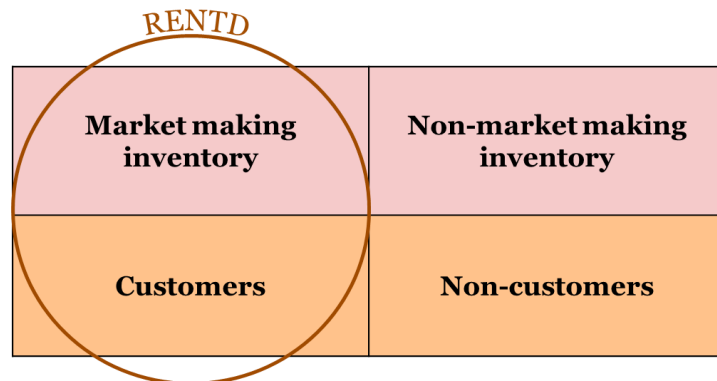 RENTD
Market making
inventory
Non-market making
inventory
Customers
Non-customers